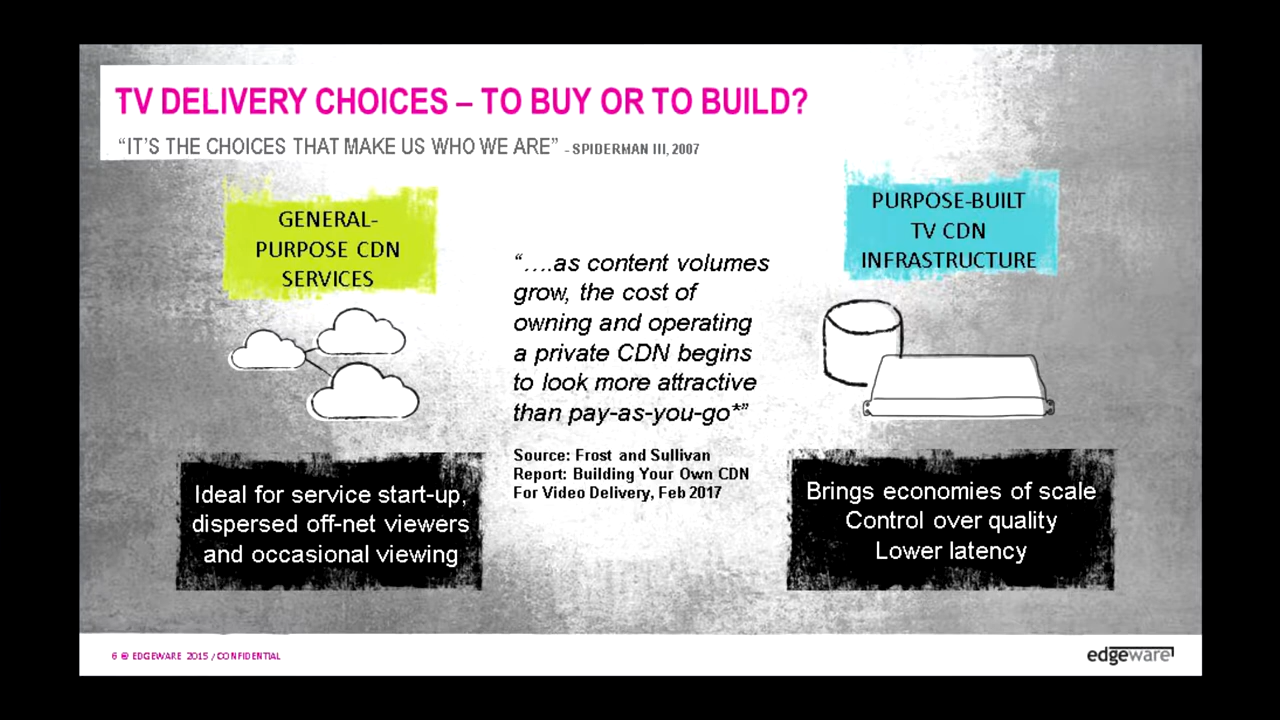 TV DELIVERY CHOICES – TO BUY OR TO BUILD?
“IT’S THE CHOICES THAT MAKE US WHO WE ARE” - SPIDERMAN III, 2007
GENERAL-
PURPOSE CDN
SERVICES
Ideal for service start-up,
dispersed off-net viewers
and occasional viewing
“….as content volumes
grow, the cost of
owning and operating
a private CDN begins
to look more attractive
than pay-as-you-go*”
Source: Frost and Sullivan
Report: Building Your Own CDN
For Video Delivery, Feb 2017
PURPOSE-BUILT
TV CDN
INFRASTRUCTURE
Brings economies of scale
Control over quality
Lower latency
6 © EDGEWARE 2015 / CONFIDENTIAL
edgeware